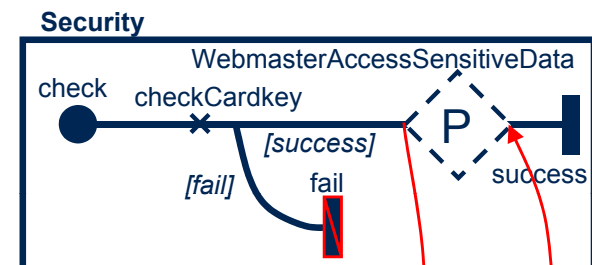 Security
WebmasterAccessSensitiveData
check
checkCardkey
P
[success]
[fail]
fail
success